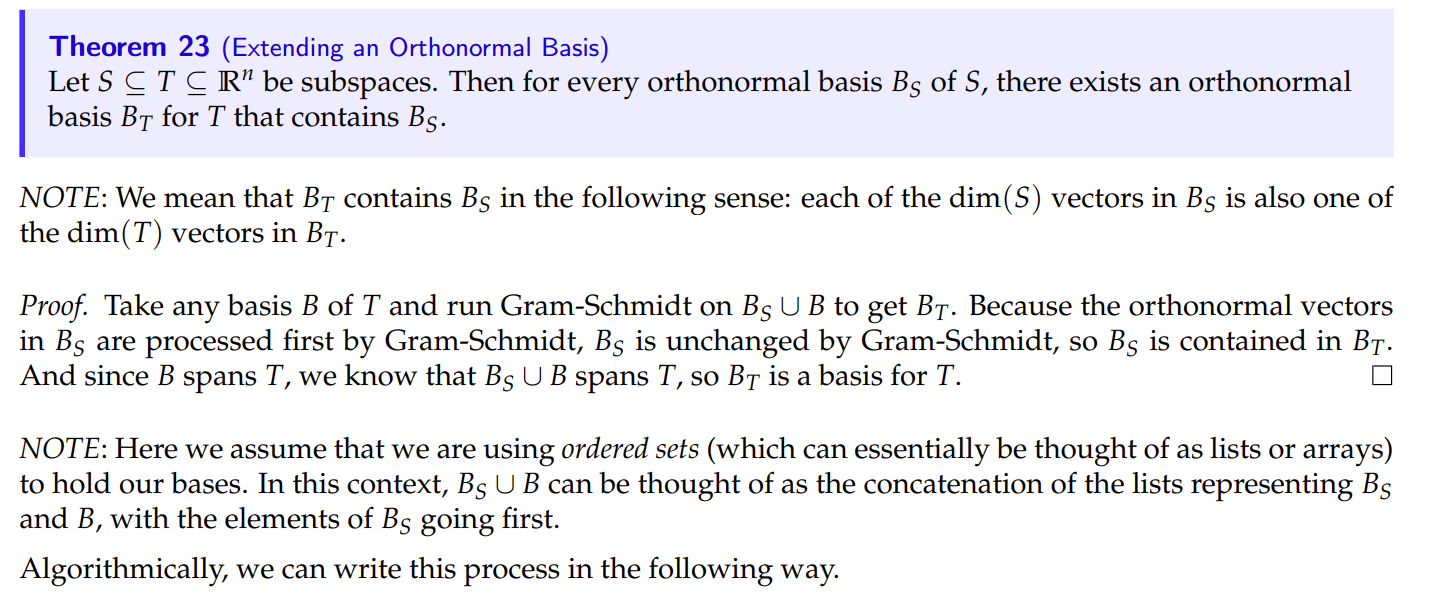 Theorem 23 (Extending an Orthonormal Basis)
Let S ⊆ T ⊆ ℝⁿ be subspaces. Then for every orthonormal basis B_S of S, there exists an orthonormal
basis B_T for T that contains B_S.
NOTE: We mean that B_T contains B_S in the following sense: each of the dim(S) vectors in B_S is also one of
the dim(T) vectors in B_T.
Proof. Take any basis B of T and run Gram-Schmidt on B_S ∪ B to get B_T. Because the orthonormal vectors
in B_S are processed first by Gram-Schmidt, B_S is unchanged by Gram-Schmidt, so B_S is contained in B_T.
And since B spans T, we know that B_S ∪ B spans T, so B_T is a basis for T. □
NOTE: Here we assume that we are using ordered sets (which can essentially be thought of as lists or arrays)
to hold our bases. In this context, B_S ∪ B can be thought of as the concatenation of the lists representing B_S
and B, with the elements of B_S going first.
Algorithmically, we can write this process in the following way.